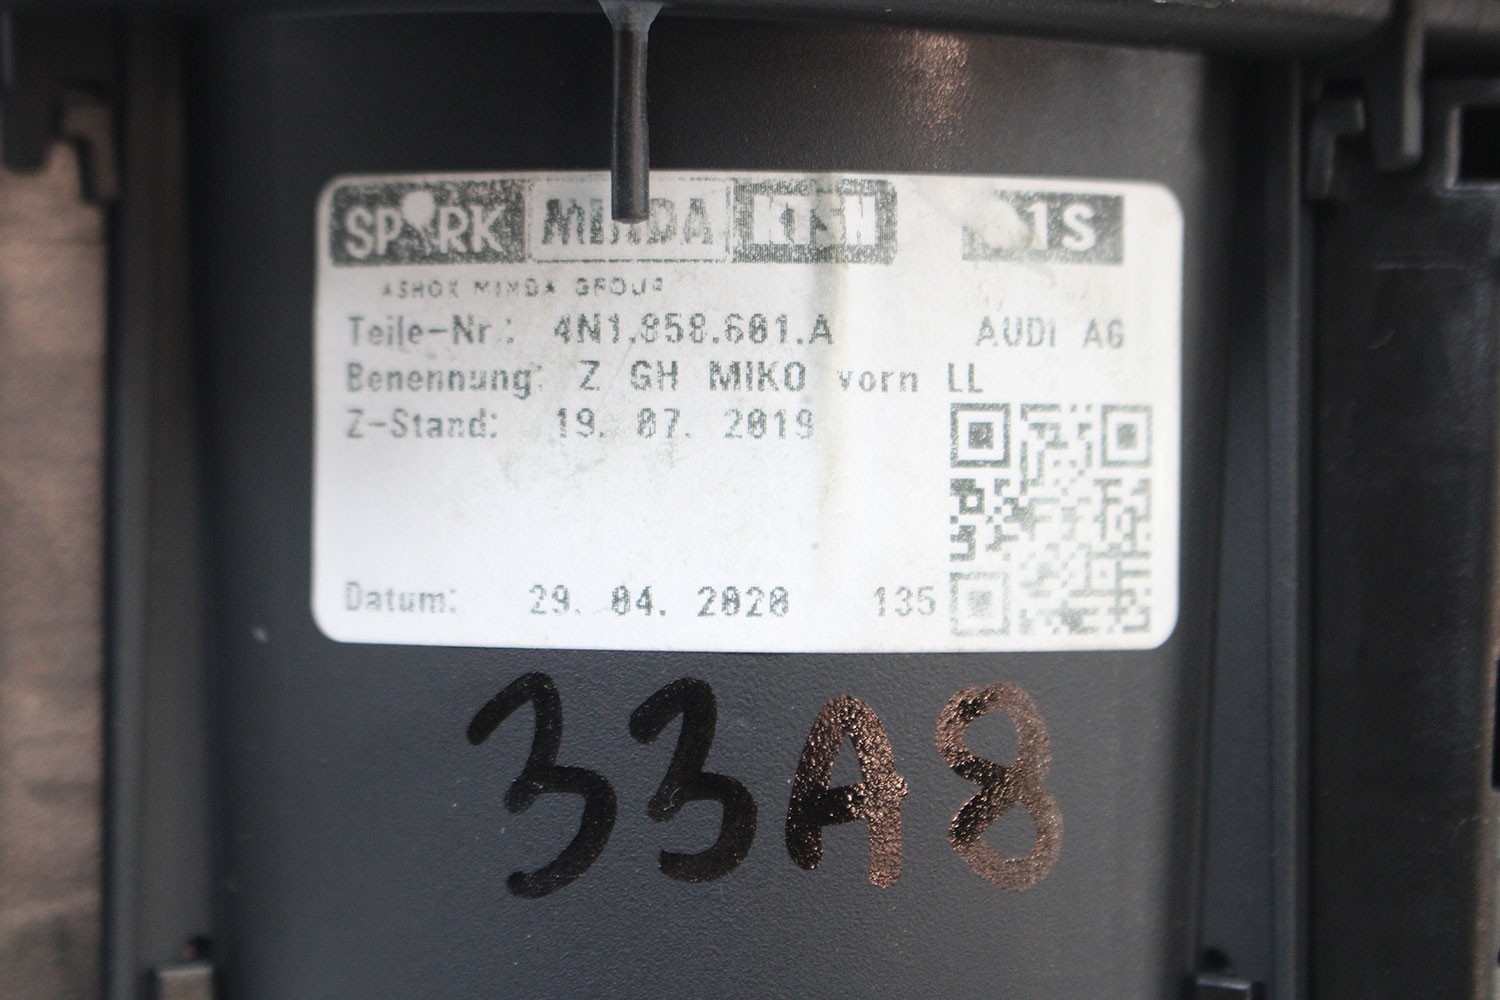 SPARK MINDA KTSN
ASHOK MINDA GROUP
Teile-Nr.: 4N1.858.601.A AUDI AG
Benennung: Z GH MIKO vorn LL
Z-Stand: 19. 07. 2019
Datum: 29. 04. 2020 135
33A8